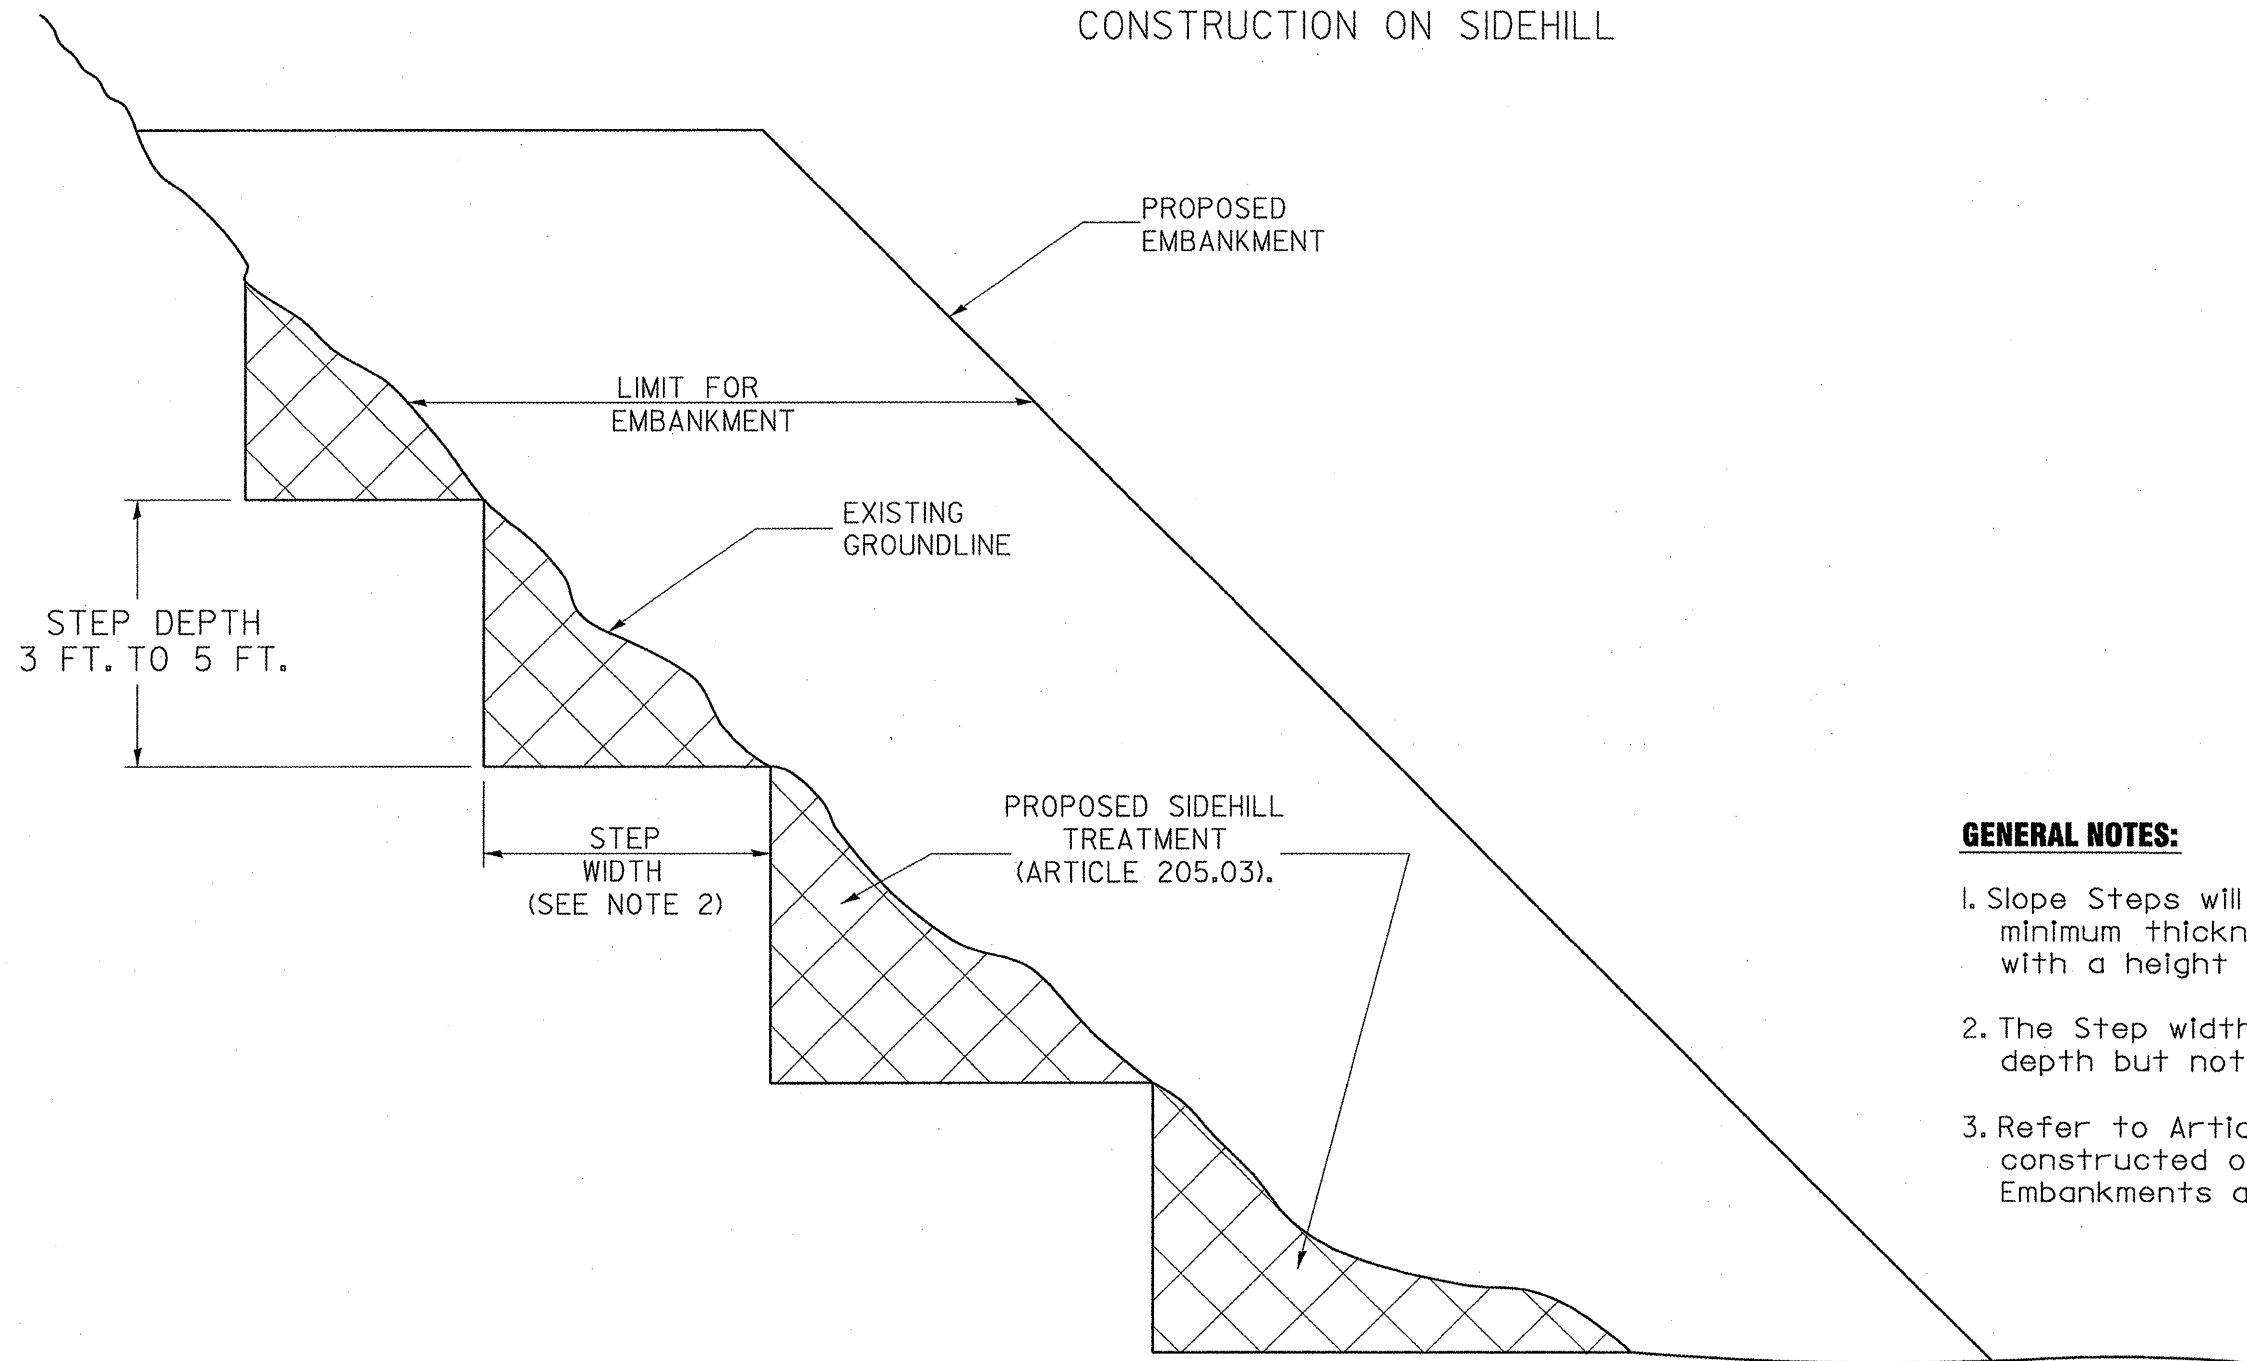 CONSTRUCTION ON SIDEHILL
PROPOSED
EMBANKMENT
LIMIT FOR
EMBANKMENT
EXISTING
GROUNDLINE
STEP DEPTH
3 FT. TO 5 FT.
STEP
WIDTH
(SEE NOTE 2)
PROPOSED SIDEHILL
TREATMENT
(ARTICLE 205.03).
GENERAL NOTES:
1. Slope Steps will
minimum thickn
with a height
2. The Step width
depth but not
3. Refer to Artic
constructed o
Embankments a